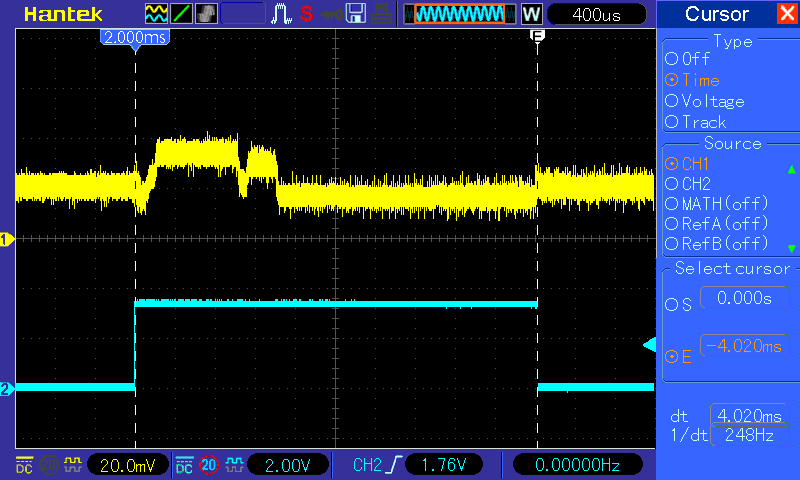 Hantek S W 400us Cursor
2.000ms
E
Type
Off
Time
Voltage
Track
Source
CH1
CH2
MATH(off)
RefA(off)
RefB(off)
1
Select cursor
S 0.000s
E -4.020ms
2
dt 4.020ms
1/dt 248Hz
DC 20 20.0mV DC 20 2.00V CH2 1.76V 0.00000Hz